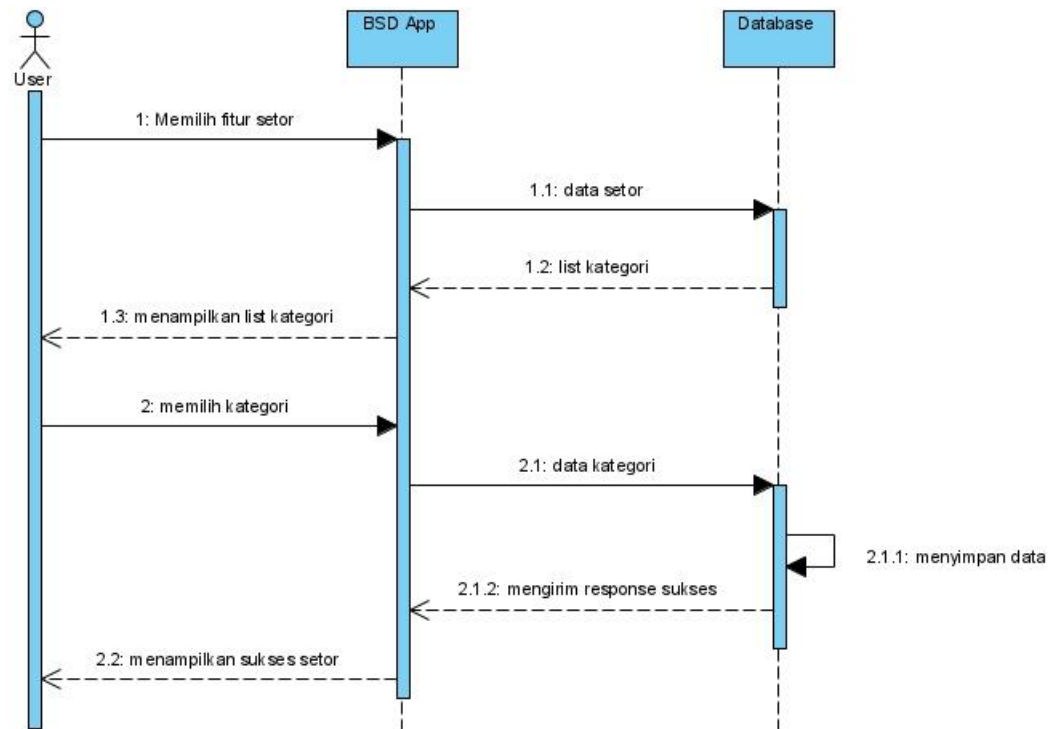 User
BSD App
Database
1: Memilih fitur setor
1.1: data setor
1.2: list kategori
1.3: menampilkan list kategori
2: memilih kategori
2.1: data kategori
2.1.1: menyimpan data
2.1.2: mengirim response sukses
2.2: menampilkan sukses setor